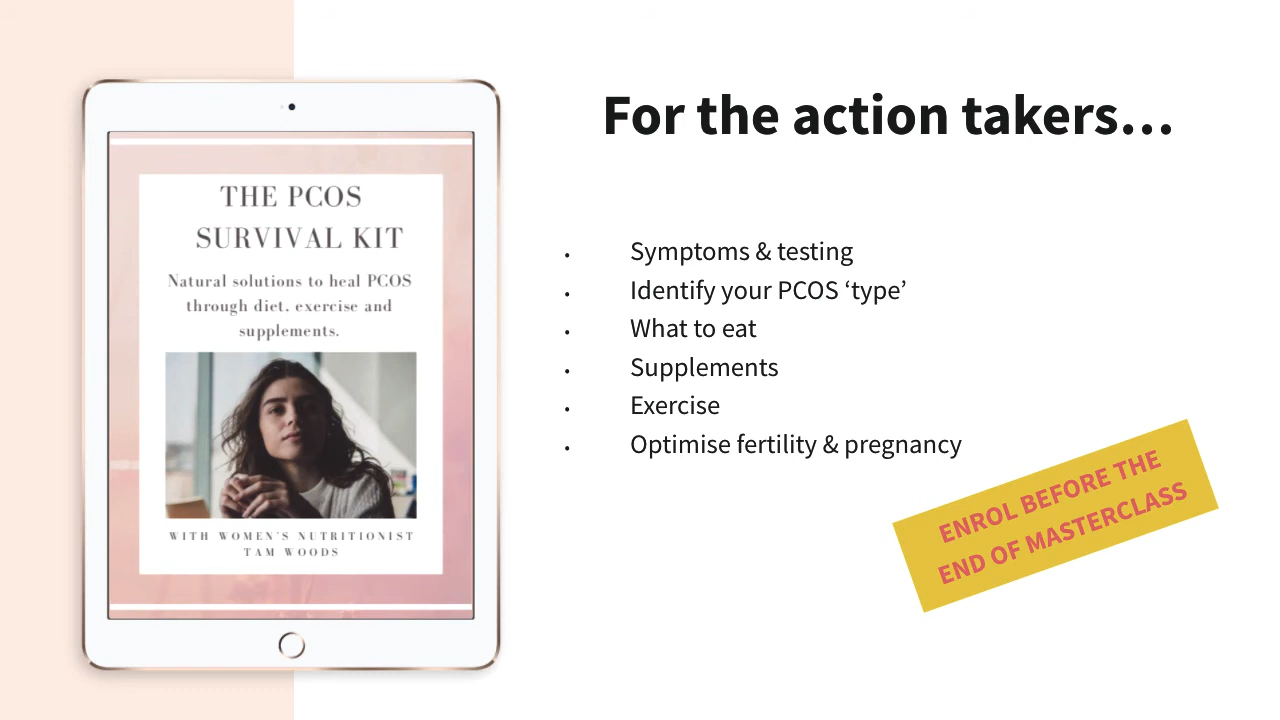 For the action takers…
THE PCOS
SURVIVAL KIT
Natural solutions to heal PCOS
through diet. exercise and
supplements.
WITH WOMEN'S NUTRITIONIST
TAM WOODS
• Symptoms & testing
• Identify your PCOS ‘type’
• What to eat
• Supplements
• Exercise
• Optimise fertility & pregnancy
ENROL BEFORE THE
END OF MASTERCLASS